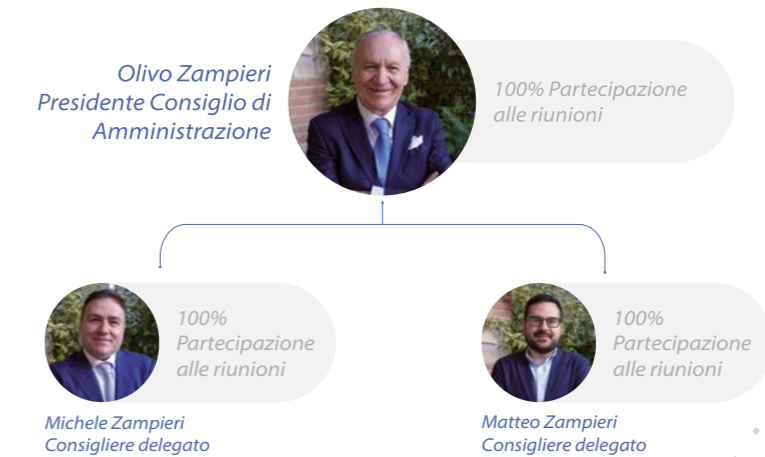 Olivo Zampieri
Presidente Consiglio di
Amministrazione
100% Partecipazione
alle riunioni
100%
Partecipazione
alle riunioni
Michele Zampieri
Consigliere delegato
100%
Partecipazione
alle riunioni
Matteo Zampieri
Consigliere delegato